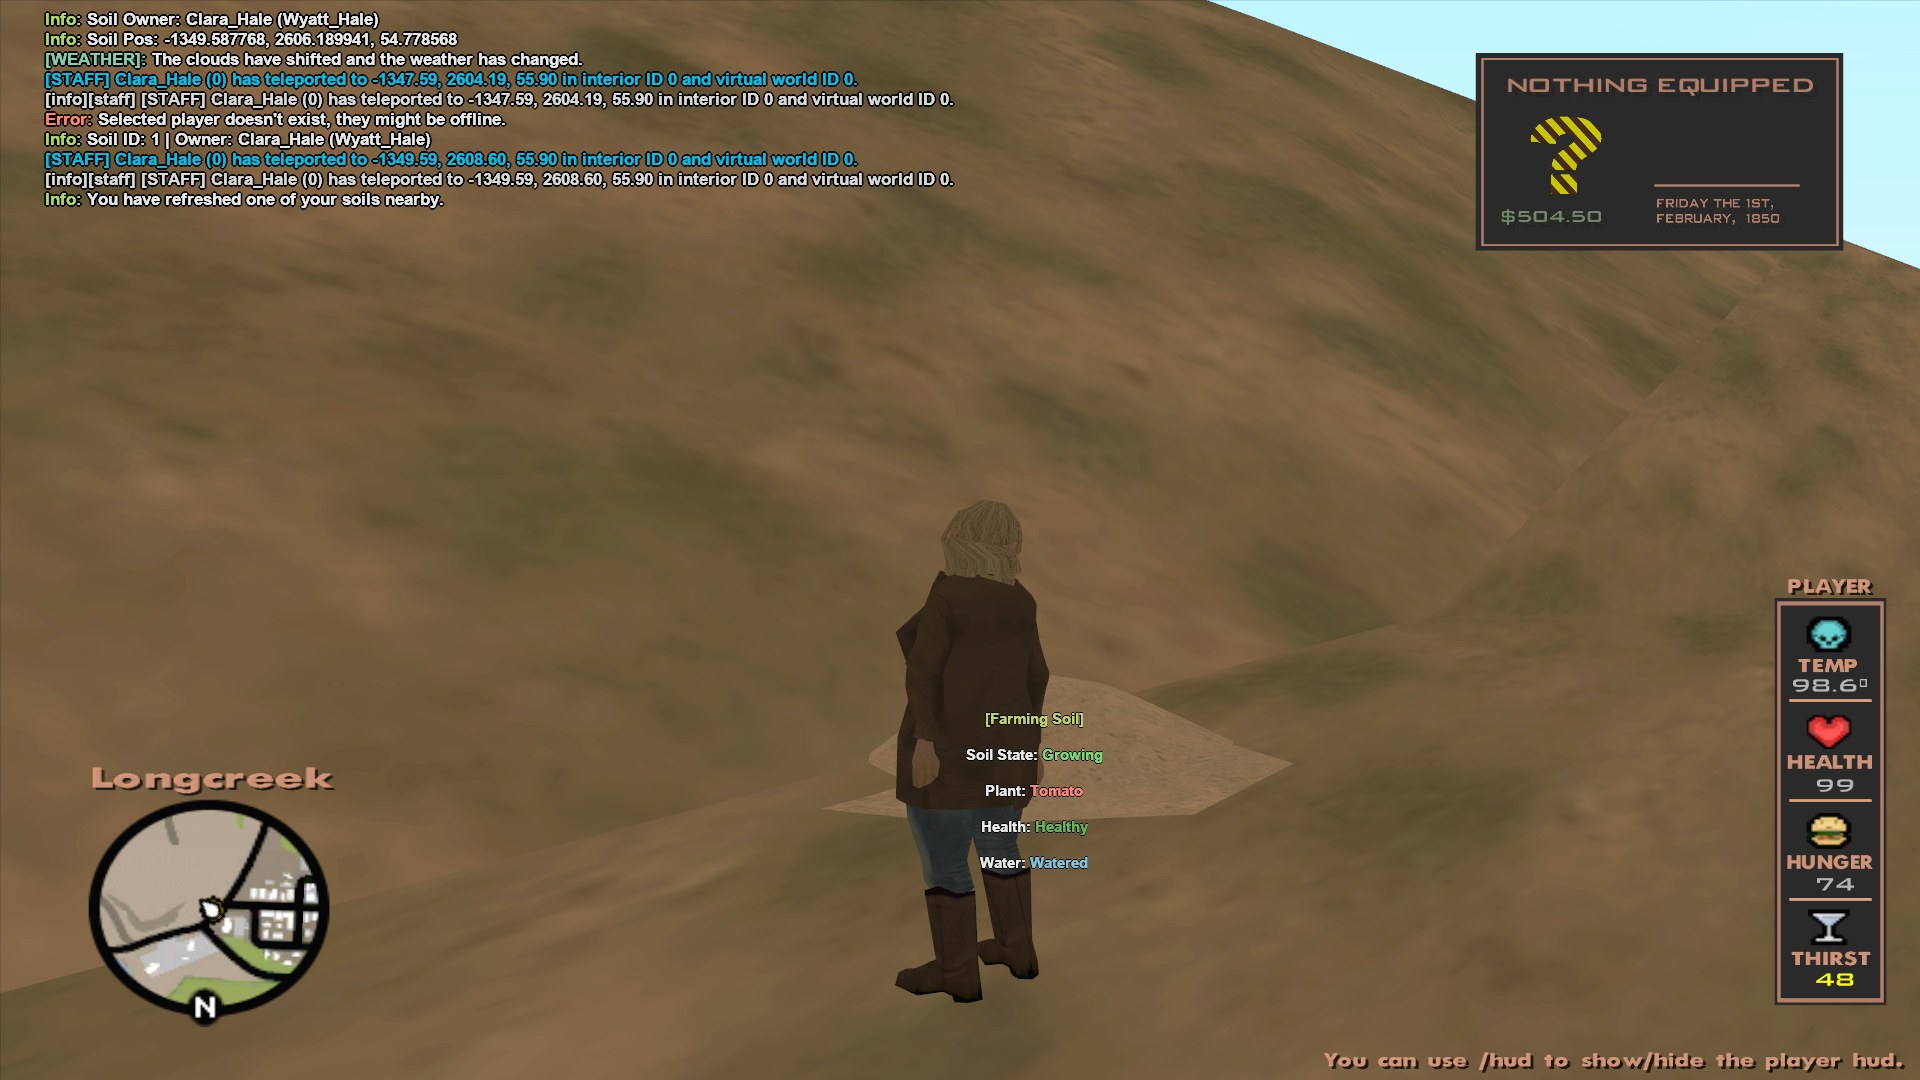 Info: Soil Owner: Clara_Hale (Wyatt_Hale)
Info: Soil Pos: -1349.587768, 2606.189941, 54.778568
[WEATHER]: The clouds have shifted and the weather has changed.
[STAFF] Clara_Hale (0) has teleported to -1347.59, 2604.19, 55.90 in interior ID 0 and virtual world ID 0.
[info][staff] [STAFF] Clara_Hale (0) has teleported to -1347.59, 2604.19, 55.90 in interior ID 0 and virtual world ID 0.
Error: Selected player doesn't exist, they might be offline.
Info: Soil ID: 1 | Owner: Clara_Hale (Wyatt_Hale)
[STAFF] Clara_Hale (0) has teleported to -1349.59, 2608.60, 55.90 in interior ID 0 and virtual world ID 0.
[info][staff] [STAFF] Clara_Hale (0) has teleported to -1349.59, 2608.60, 55.90 in interior ID 0 and virtual world ID 0.
Info: You have refreshed one of your soils nearby.
NOTHING EQUIPPED
?
$504.50
FRIDAY THE 1ST,
FEBRUARY, 1850
[Farming Soil]
Soil State: Growing
Plant: Tomato
Health: Healthy
Water: Watered
Longcreek
N
PLAYER
TEMP
98.6°
HEALTH
99
HUNGER
74
THIRST
48
You can use /hud to show/hide the player hud.